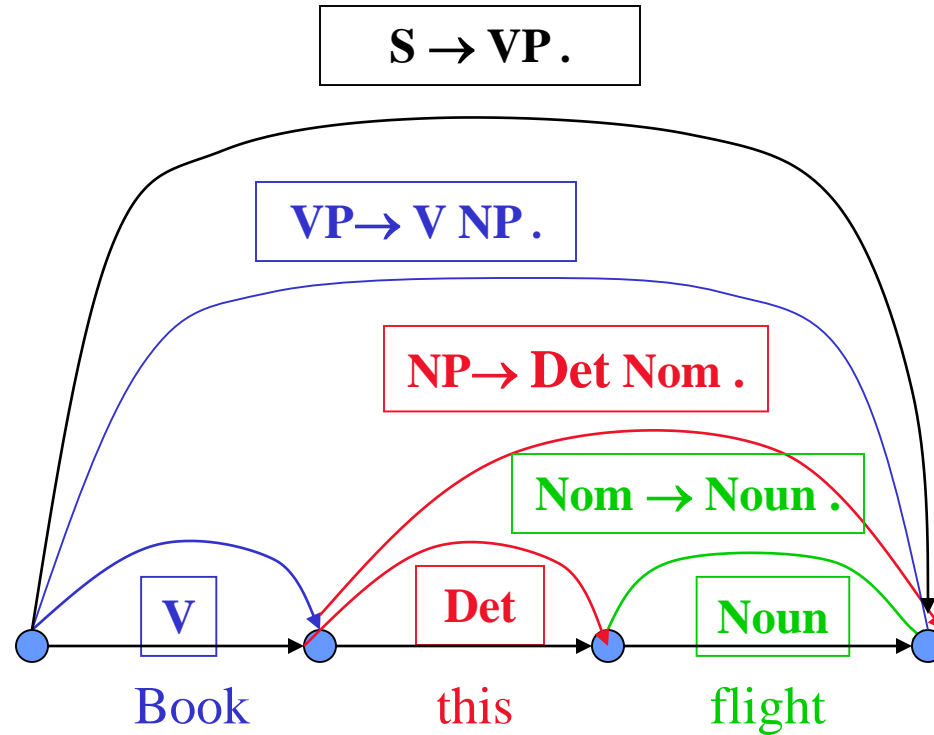 S → VP .
VP→ V NP .
NP→ Det Nom .
Nom → Noun .
V
Det
Noun
Book this flight